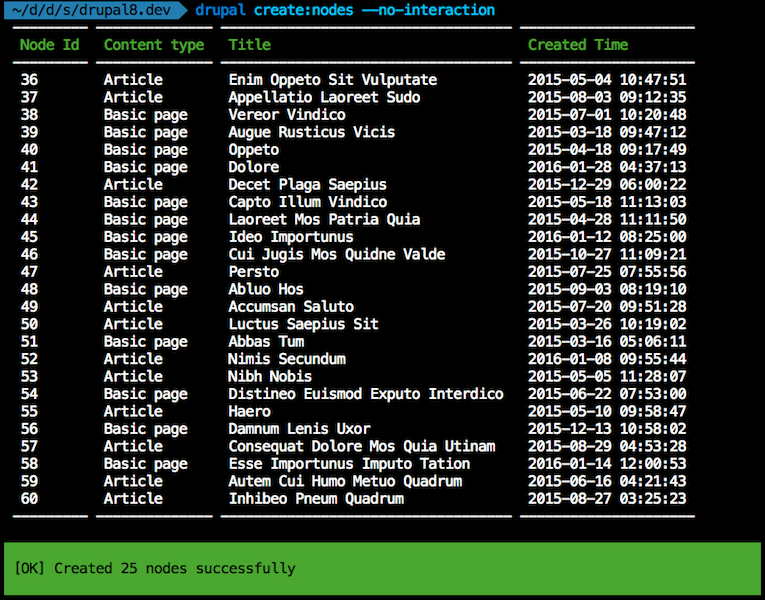 ~/d/d/s/drupal8.dev drupal create:nodes --no-interaction
Node Id Content type Title Created Time
36 Article Enim Oppeto Sit Vulputate 2015-05-04 10:47:51
37 Article Appellatio Laoreet Sudo 2015-08-03 09:12:35
38 Basic page Vereor Vindico 2015-07-01 10:20:48
39 Basic page Augue Rusticus Vicis 2015-03-18 09:47:12
40 Basic page Oppeto 2015-04-18 09:17:49
41 Basic page Dolore 2016-01-28 04:37:13
42 Article Decet Plaga Saepius 2015-12-29 06:00:22
43 Basic page Capto Illum Vindico 2015-05-18 11:13:03
44 Basic page Laoreet Mos Patria Quia 2015-04-28 11:11:50
45 Basic page Ideo Importunus 2016-01-12 08:25:00
46 Basic page Cui Jugis Mos Quidne Valde 2015-10-27 11:09:21
47 Article Persto 2015-07-25 07:55:56
48 Basic page Abluo Hos 2015-09-03 08:19:10
49 Article Accumsan Saluto 2015-07-20 09:51:28
50 Article Luctus Saepius Sit 2015-03-26 10:19:02
51 Basic page Abbas Tum 2015-03-16 05:06:11
52 Article Nimis Secundum 2016-01-08 09:55:44
53 Article Nibh Nobis 2015-05-05 11:28:07
54 Basic page Distineo Euismod Exputo Interdico 2015-06-22 07:53:00
55 Article Haero 2015-05-10 09:58:47
56 Basic page Damnum Lenis Uxor 2015-12-13 10:58:02
57 Article Consequat Dolore Mos Quia Utinam 2015-08-29 04:53:28
58 Basic page Esse Importunus Imputo Tation 2016-01-14 12:00:53
59 Article Autem Cui Humo Metuo Quadrum 2015-06-16 04:21:43
60 Article Inhibeo Pneum Quadrum 2015-08-27 03:25:23
[OK] Created 25 nodes successfully